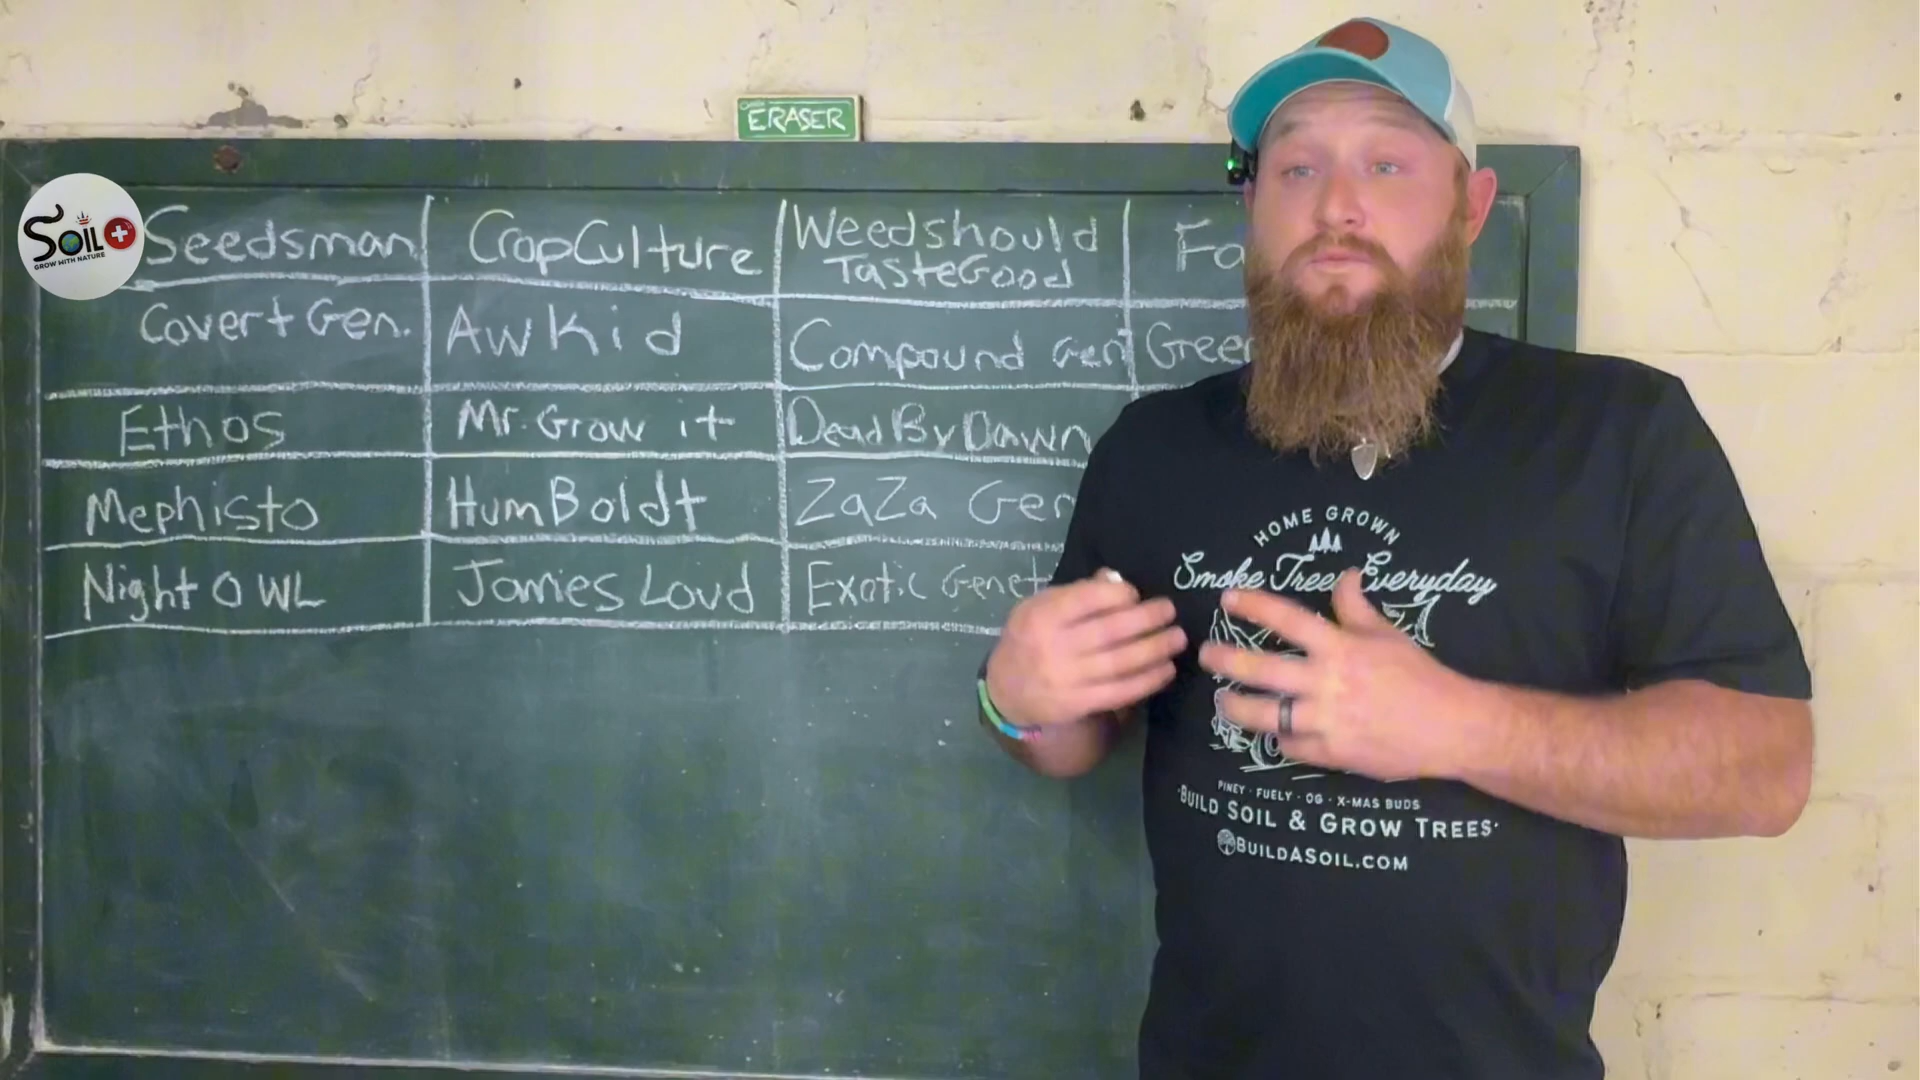 ERASER
SOIL+
GROW WITH NATURE
Seedsman
CropCulture
Weedshould
TasteGood
Covert Gen.
AWKid
Compound Gen
Ethos
Mr. Grow it
DeadByDawn
Mephisto
HumBoldt
ZaZa Gen
Night OWL
James Loud
Exotic Genet
HOME GROWN
Smoke Trees Everyday
PINEY · FUELY · OG · X-MAS BUDS
·BUILD SOIL & GROW TREES·
BUILDASOIL.COM